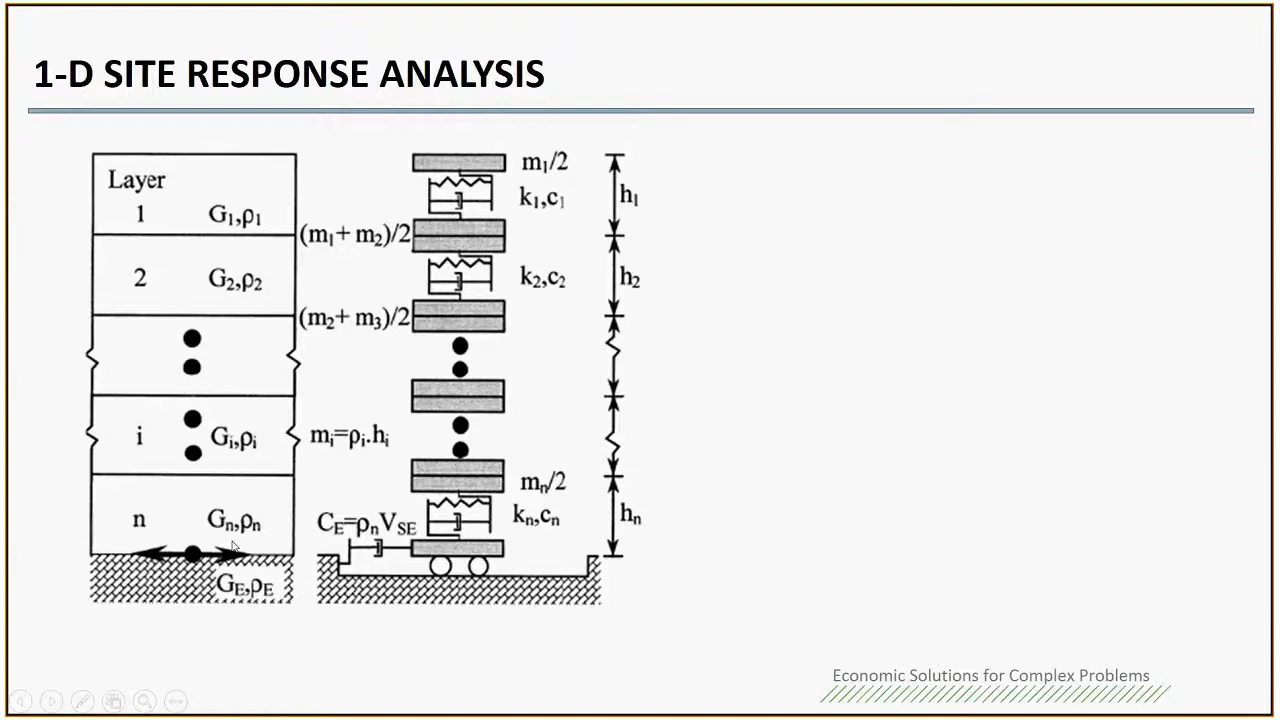 1-D SITE RESPONSE ANALYSIS
Layer
1 G₁,ρ₁
2 G₂,ρ₂
i Gᵢ,ρᵢ
n Gₙ,ρₙ
G_E,ρ_E
(m₁+ m₂)/2
(m₂+ m₃)/2
mᵢ=ρᵢ.hᵢ
C_E=ρₙV_SE
m₁/2
k₁,c₁
k₂,c₂
mₙ/2
kₙ,cₙ
h₁
h₂
hₙ
Economic Solutions for Complex Problems